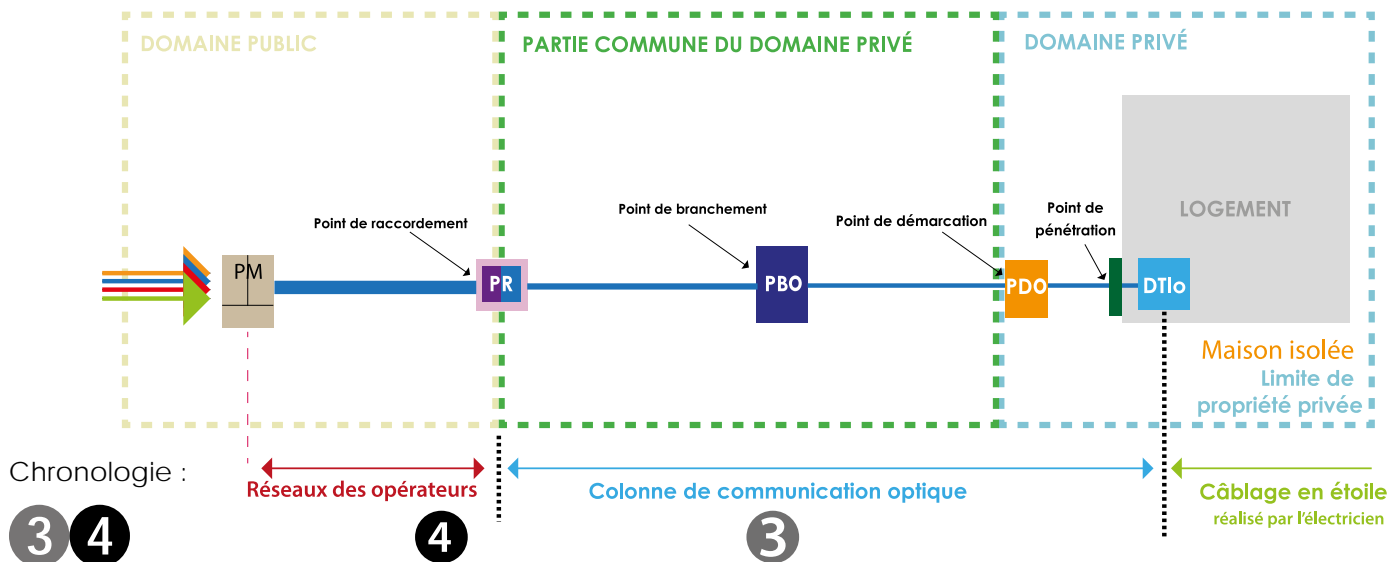 DOMAINE PUBLIC
PARTIE COMMUNE DU DOMAINE PRIVÉ
DOMAINE PRIVÉ
Point de raccordement
Point de branchement
Point de démarcation
Point de
pénétration
LOGEMENT
PM
PR
PBO
PDO
DTIo
Maison isolée
Limite de
propriété privée
Chronologie :
Réseaux des opérateurs
Colonne de communication optique
Câblage en étoile
réalisé par l'électricien
3 4
4
3